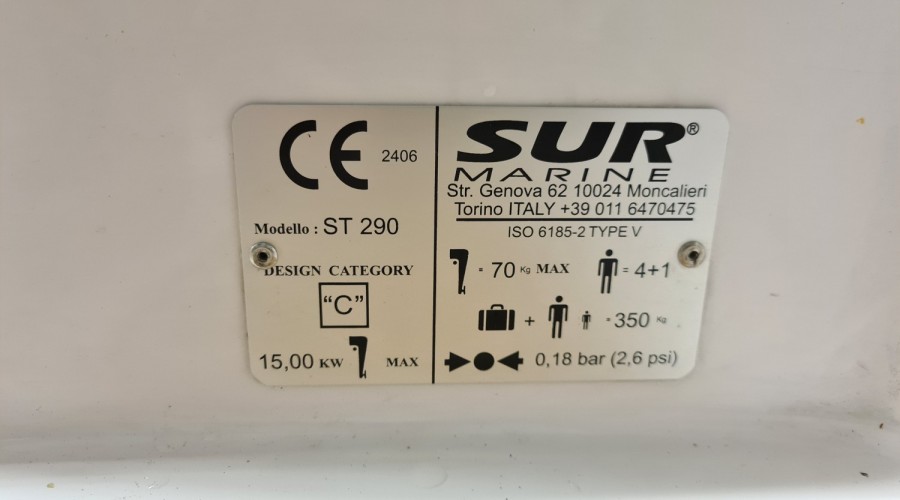 CE 2406
Modello : ST 290
DESIGN CATEGORY
“C”
15,00 KW MAX
SUR®
MARINE
Str. Genova 62 10024 Moncalieri
Torino ITALY +39 011 6470475
ISO 6185-2 TYPE V
= 70 Kg MAX = 4+1
+ = 350 Kg
0,18 bar (2,6 psi)